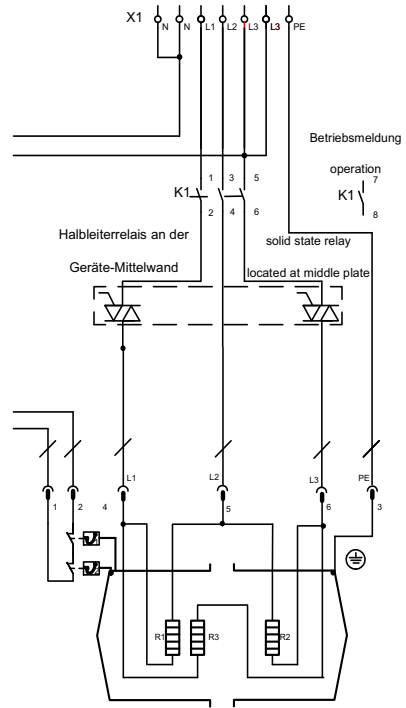 X1 N N L1 L2 L3 L3 PE
Betriebsmeldung
operation
1 3 5 7
K1 K1
2 4 6 8
Halbleiterrelais an der
solid state relay
Geräte-Mittelwand
located at middle plate
L1 L2 L3 PE
1 2 4 5 6 3
R1 R3 R2